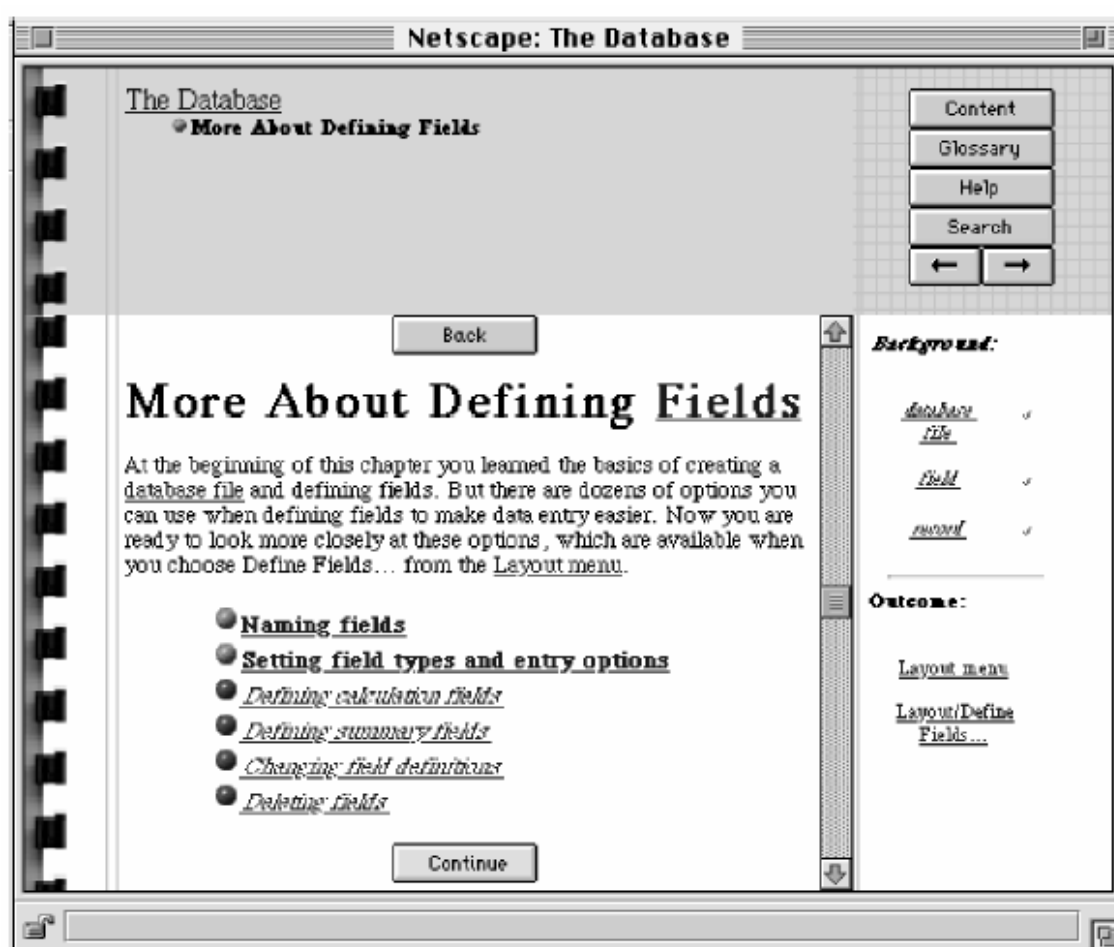 Netscape: The Database
The Database
More About Defining Fields
Content
Glossary
Help
Search
← →
Back
More About Defining Fields
At the beginning of this chapter you learned the basics of creating a
database file and defining fields. But there are dozens of options you
can use when defining fields to make data entry easier. Now you are
ready to look more closely at these options, which are available when
you choose Define Fields... from the Layout menu.
Naming fields
Setting field types and entry options
Defining calculation fields
Defining summary fields
Changing field definitions
Deleting fields
Continue
Background:
database
file
field
record
Outcome:
Layout menu
Layout/Define
Fields...